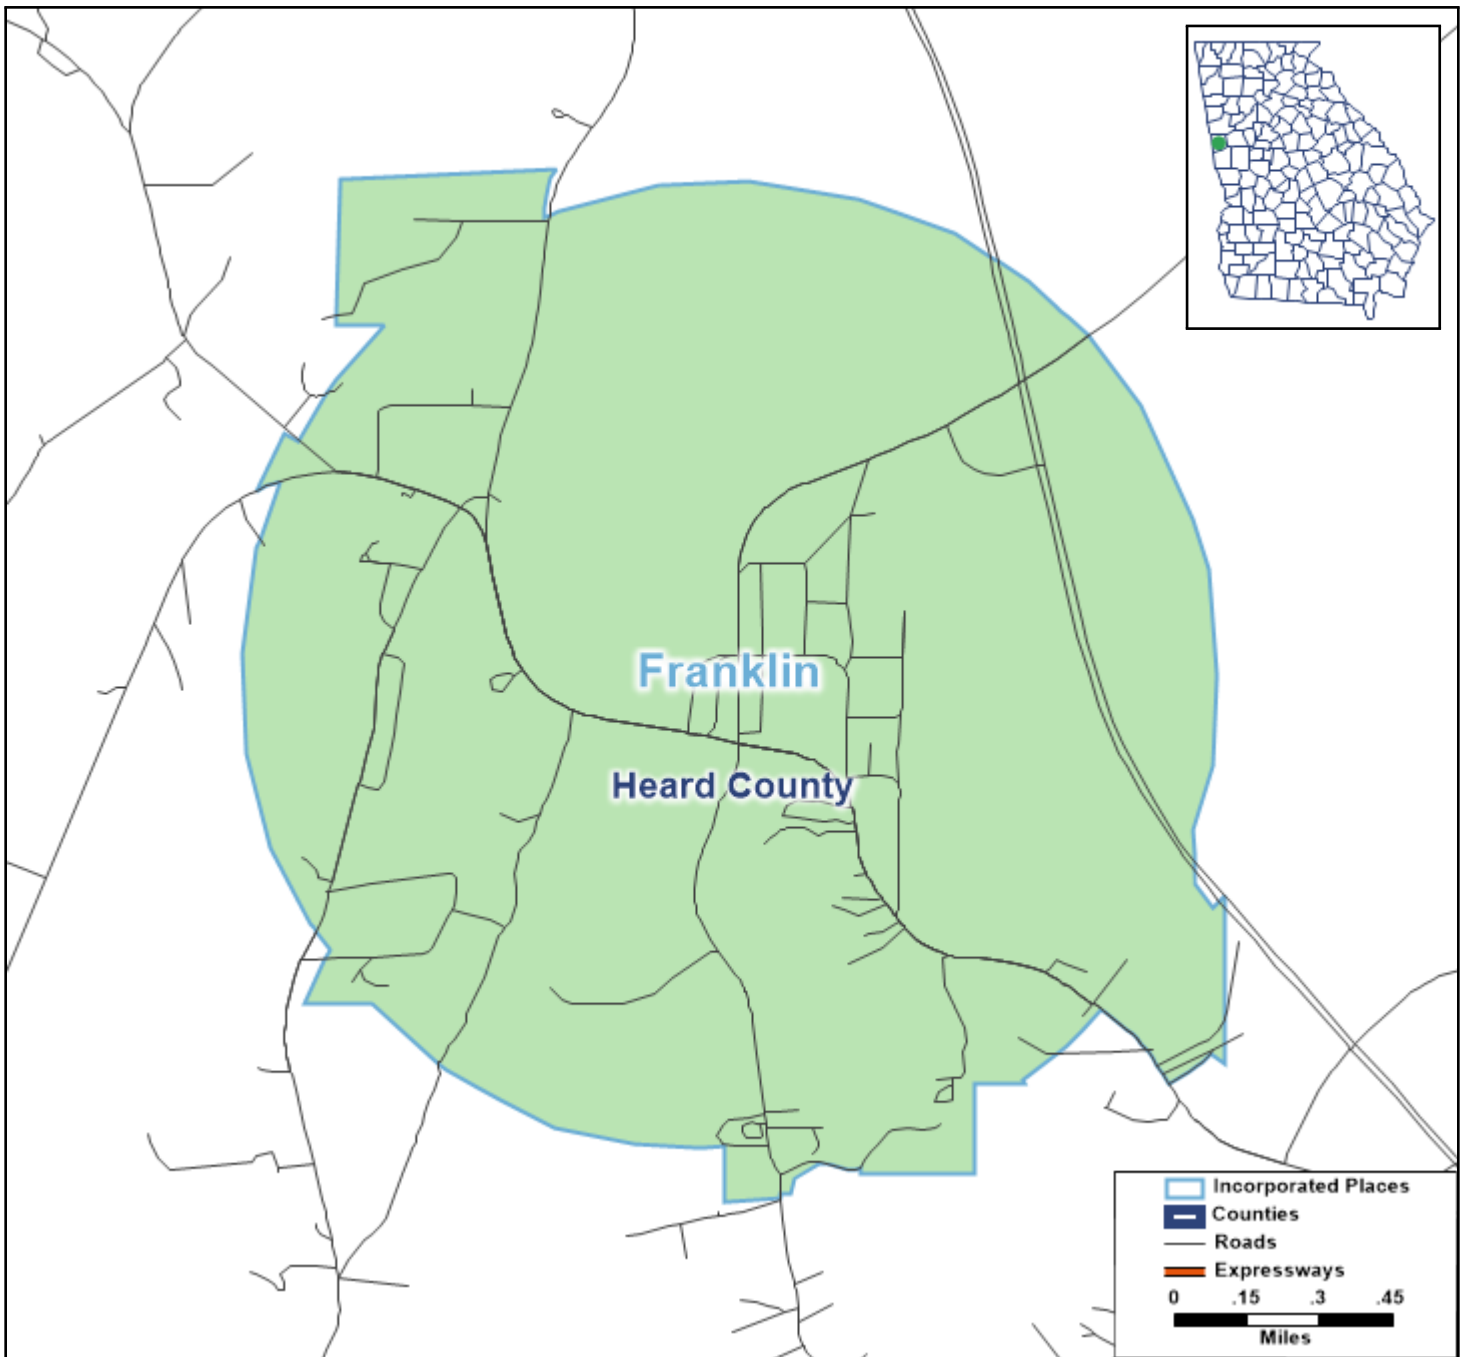 Franklin
Heard County
Incorporated Places
Counties
Roads
Expressways
0 .15 .3 .45
Miles